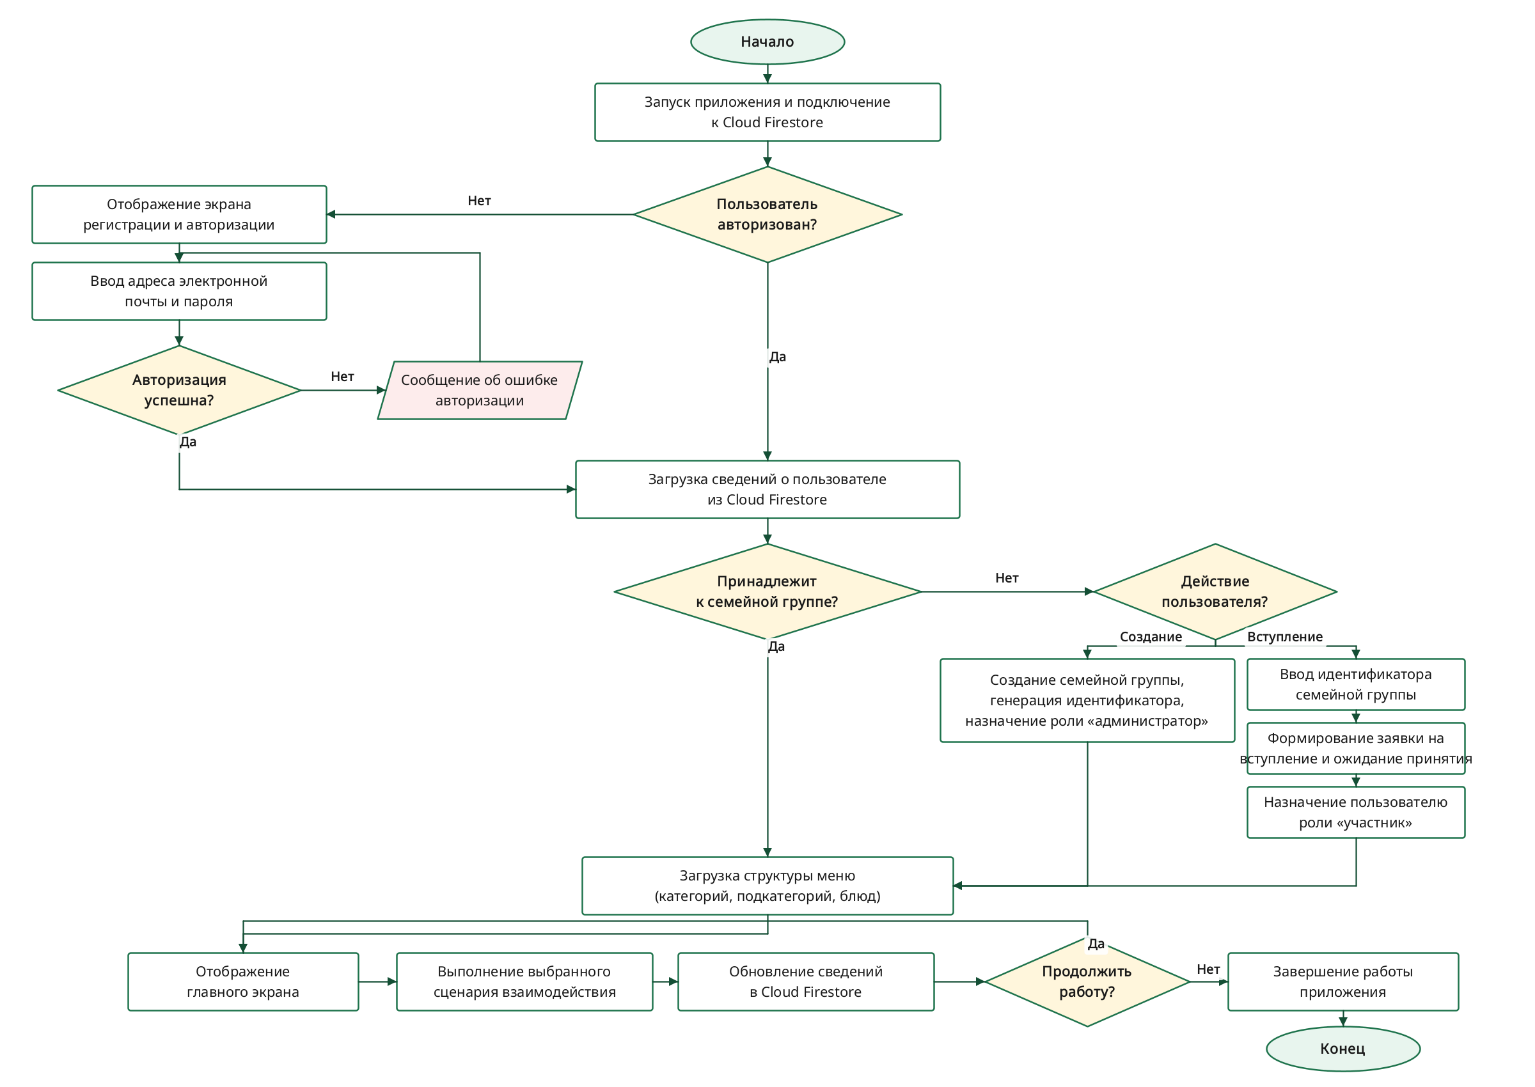 Начало
Запуск приложения и подключение
к Cloud Firestore
Пользователь
авторизован?
Нет
Отображение экрана
регистрации и авторизации
Ввод адреса электронной
почты и пароля
Авторизация
успешна?
Нет
Сообщение об ошибке
авторизации
Да
Да
Загрузка сведений о пользователе
из Cloud Firestore
Принадлежит
к семейной группе?
Нет
Действие
пользователя?
Да
Создание
Вступление
Создание семейной группы,
генерация идентификатора,
назначение роли «администратор»
Ввод идентификатора
семейной группы
Формирование заявки на
вступление и ожидание принятия
Назначение пользователю
роли «участник»
Загрузка структуры меню
(категорий, подкатегорий, блюд)
Отображение
главного экрана
Выполнение выбранного
сценария взаимодействия
Обновление сведений
в Cloud Firestore
Да
Продолжить
работу?
Нет
Завершение работы
приложения
Конец